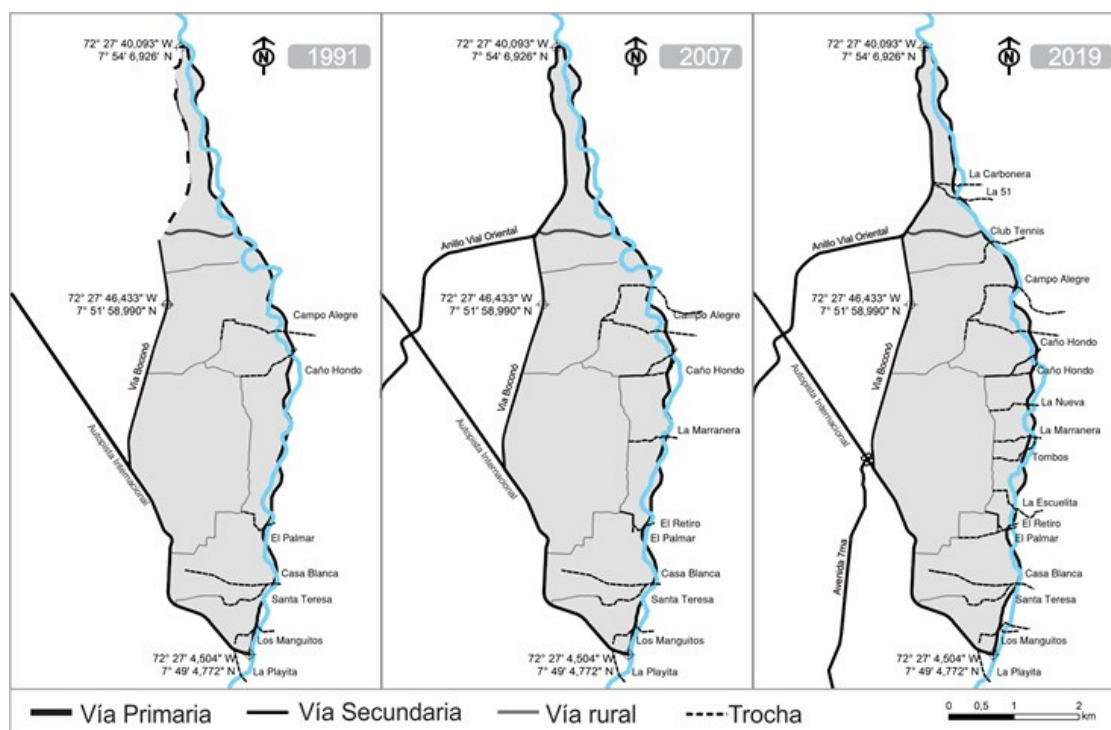 72° 27' 40,093" W
7° 54' 6,926' N
N
1991
72° 27' 46,433" W
7° 51' 58,990" N
Campo Alegre
Caño Hondo
Vía Boconó
Autopista Internacional
El Palmar
Casa Blanca
Santa Teresa
Los Manguitos
72° 27' 4,504" W
7° 49' 4,772" N
La Playita
72° 27' 40,093" W
7° 54' 6,926" N
N
2007
Anillo Vial Oriental
72° 27' 46,433" W
7° 51' 58,990" N
Campo Alegre
Caño Hondo
Vía Boconó
Autopista Internacional
La Marranera
El Retiro
El Palmar
Casa Blanca
Santa Teresa
Los Manguitos
72° 27' 4,504" W
7° 49' 4,772" N
La Playita
72° 27' 40,093" W
7° 54' 6,926" N
N
2019
La Carbonera
La 51
Club Tennis
Anillo Vial Oriental
Campo Alegre
72° 27' 46,433" W
7° 51' 58,990" N
Caño Hondo
Caño Hondo
Vía Boconó
Autopista Internacional
La Nueva
La Marranera
Tombos
La Escuelita
El Retiro
El Palmar
Avenida 7ma
Casa Blanca
Santa Teresa
Los Manguitos
72° 27' 4,504" W
7° 49' 4,772" N
La Playita
Vía Primaria
Vía Secundaria
Vía rural
Trocha
0 0,5 1 2
km